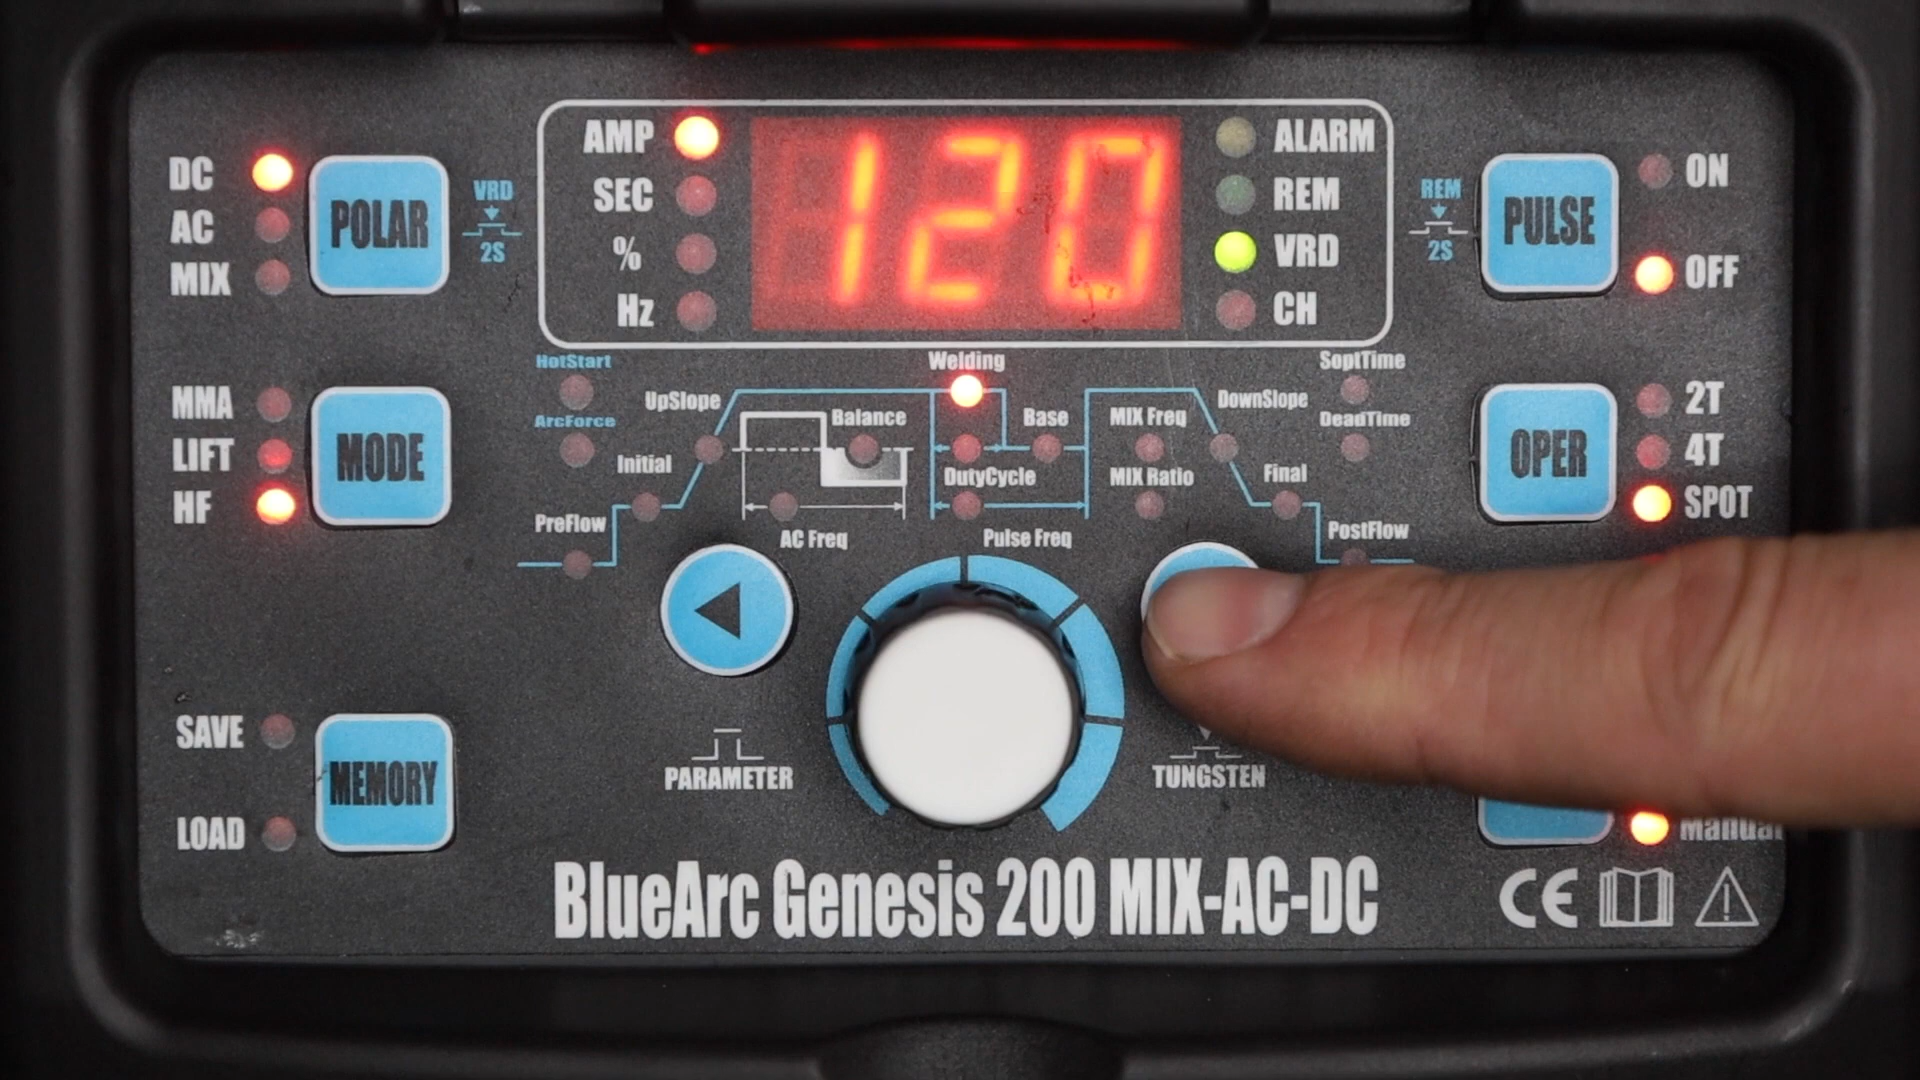 DC
AC
MIX
POLAR
VRD
2S
AMP
SEC
%
Hz
120
ALARM
REM
VRD
CH
REM
2S
PULSE
ON
OFF
MMA
LIFT
HF
MODE
HotStart
ArcForce
UpSlope
Initial
PreFlow
Welding
Balance
AC Freq
Base
DutyCycle
Pulse Freq
MIX Freq
MIX Ratio
SoptTime
DownSlope
DeadTime
Final
PostFlow
OPER
2T
4T
SPOT
SAVE
LOAD
MEMORY
PARAMETER
TUNGSTEN
Manual
BlueArc Genesis 200 MIX-AC-DC
CE